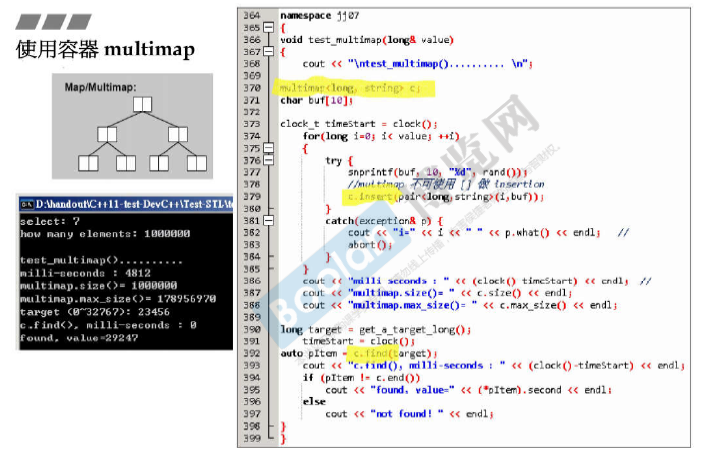 使用容器 multimap
Map/Multimap:
D:\handout\C++11-test-DevC++\Test-STL\t
select: 7
how many elements: 1000000
test_multimap()..........
milli-seconds : 4812
multimap.size()= 1000000
multimap.max_size()= 178956970
target (0~32767): 23456
c.find(), milli-seconds : 0
found, value=29247
364 namespace jj07
365 {
366 void test_multimap(long& value)
367 {
368 cout << "\ntest_multimap().......... \n";
369
370 multimap<long, string> c;
371 char buf[10];
372
373 clock_t timeStart = clock();
374 for(long i=0; i< value; ++i)
375 {
376 try {
377 snprintf(buf, 10, "%d", rand());
378 //multimap 不可使用 [] 做 insertion
379 c.insert(pair<long,string>(i,buf));
380 }
381 catch(exception& p) {
382 cout << "i=" << i << " " << p.what() << endl; //
383 abort();
384 }
385 }
386 cout << "milli-seconds : " << (clock()-timeStart) << endl; //
387 cout << "multimap.size()= " << c.size() << endl;
388 cout << "multimap.max_size()= " << c.max_size() << endl;
389
390 long target = get_a_target_long();
391 timeStart = clock();
392 auto pItem = c.find(target);
393 cout << "c.find(), milli-seconds : " << (clock()-timeStart) << endl;
394 if (pItem != c.end())
395 cout << "found, value=" << (*pItem).second << endl;
396 else
397 cout << "not found! " << endl;
398 }
399 }
Boolan
博览网